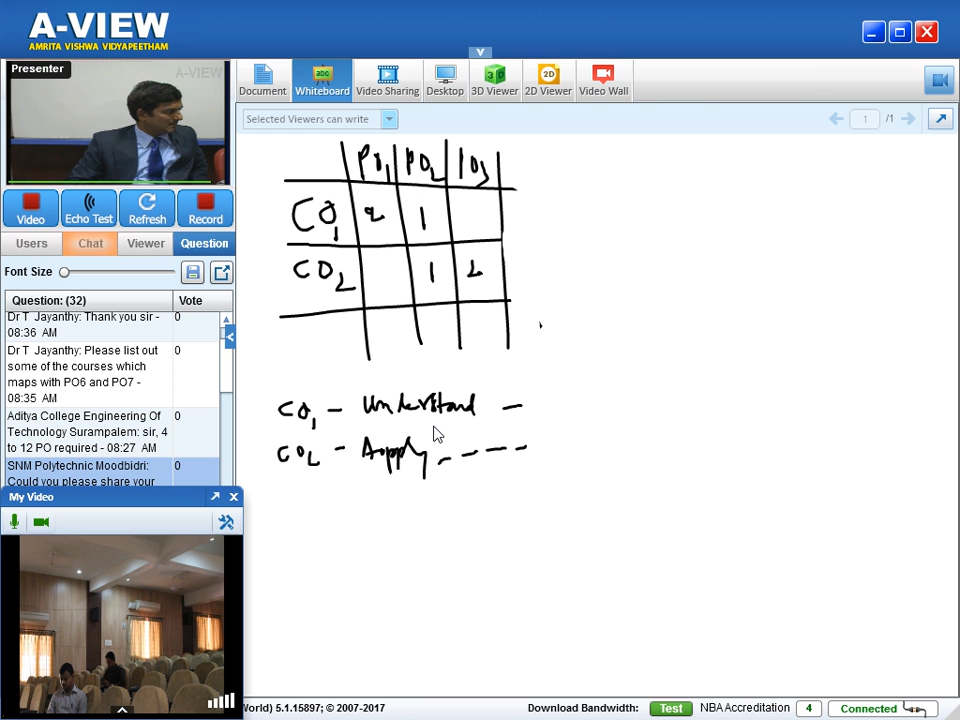 A-VIEW
AMRITA VISHWA VIDYAPEETHAM
Presenter
A-VIEW
Document
Whiteboard
Video Sharing
Desktop
3D Viewer
2D Viewer
Video Wall
Selected Viewers can write
1 /1
Video
Echo Test
Refresh
Record
Users
Chat
Viewer
Question
Font Size
Question: (32) Vote
Dr T Jayanthy: Thank you sir - 0
08:36 AM
Dr T Jayanthy: Please list out 0
some of the courses which
maps with PO6 and PO7 -
08:35 AM
Aditya College Engineering Of 0
Technology Surampalem: sir, 4
to 12 PO required - 08:27 AM
SNM Polytechnic Moodbidri: 0
Could you please share your
My Video
PO1 PO2 PO3
CO1 2 1
CO2 1 2
CO1 - Understand -
CO2 - Apply - - - -
World) 5.1.15897; © 2007-2017
Download Bandwidth: Test NBA Accreditation 4 Connected